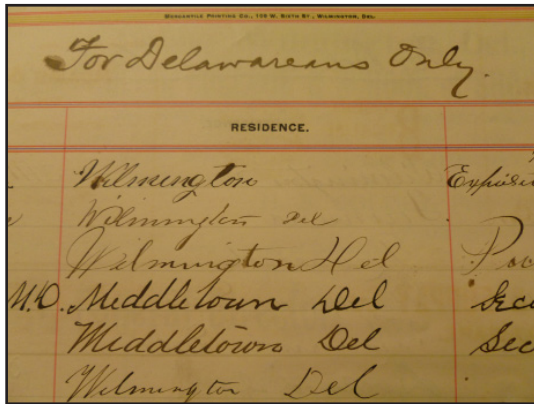 MERCANTILE PRINTING CO., 109 W. SIXTH ST., WILMINGTON, DEL.
For Delawareans Only.
RESIDENCE.
Wilmington
Wilmington Del
Wilmington Del
M.D. Middletown Del
Middletown Del
Wilmington Del